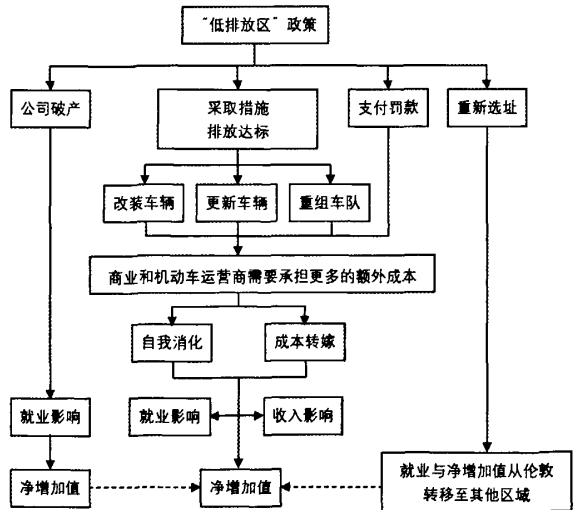 “低排放区”政策
公司破产
采取措施
排放达标
支付罚款
重新选址
改装车辆
更新车辆
重组车队
商业和机动车运营商需要承担更多的额外成本
自我消化
成本转嫁
就业影响
就业影响
收入影响
净增加值
净增加值
就业与净增加值从伦敦
转移至其他区域